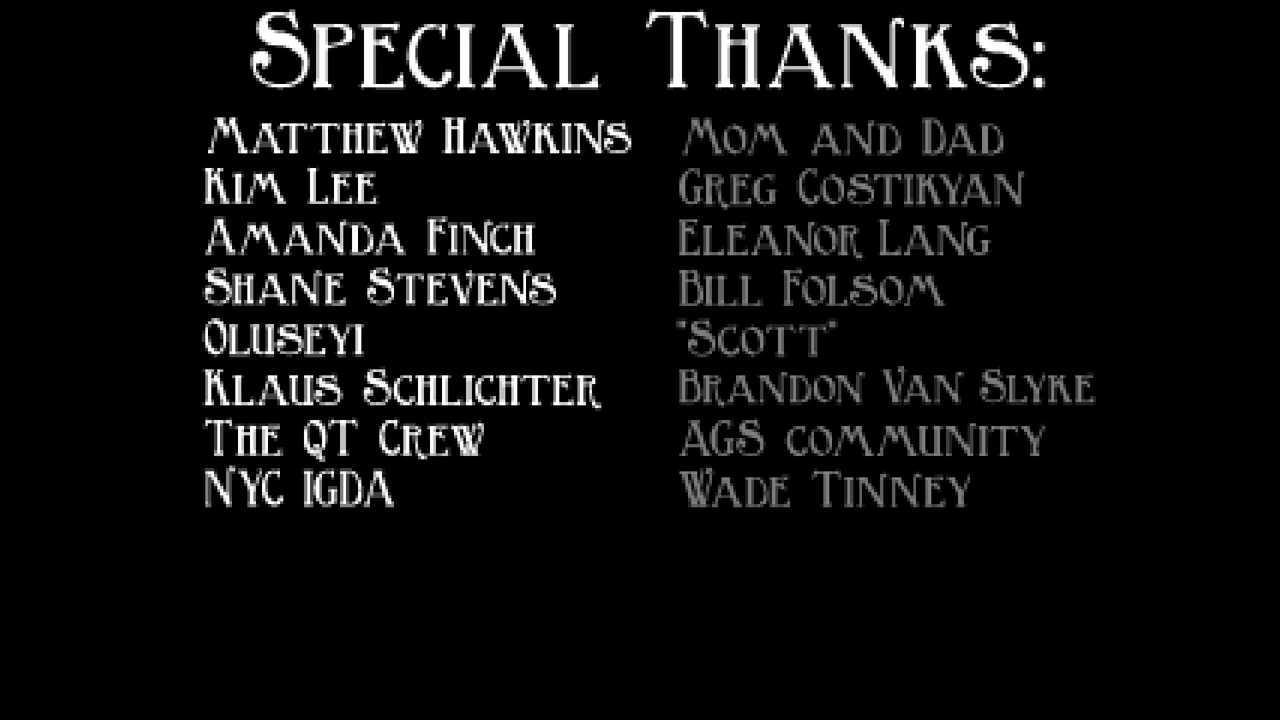 Special Thanks:
Matthew Hawkins
Kim Lee
Amanda Finch
Shane Stevens
Oluseyi
Klaus Schlichter
The QT Crew
NYC IGDA
Mom and Dad
Greg Costikyan
Eleanor Lang
Bill Folsom
"Scott"
Brandon Van Slyke
AGS community
Wade Tinney